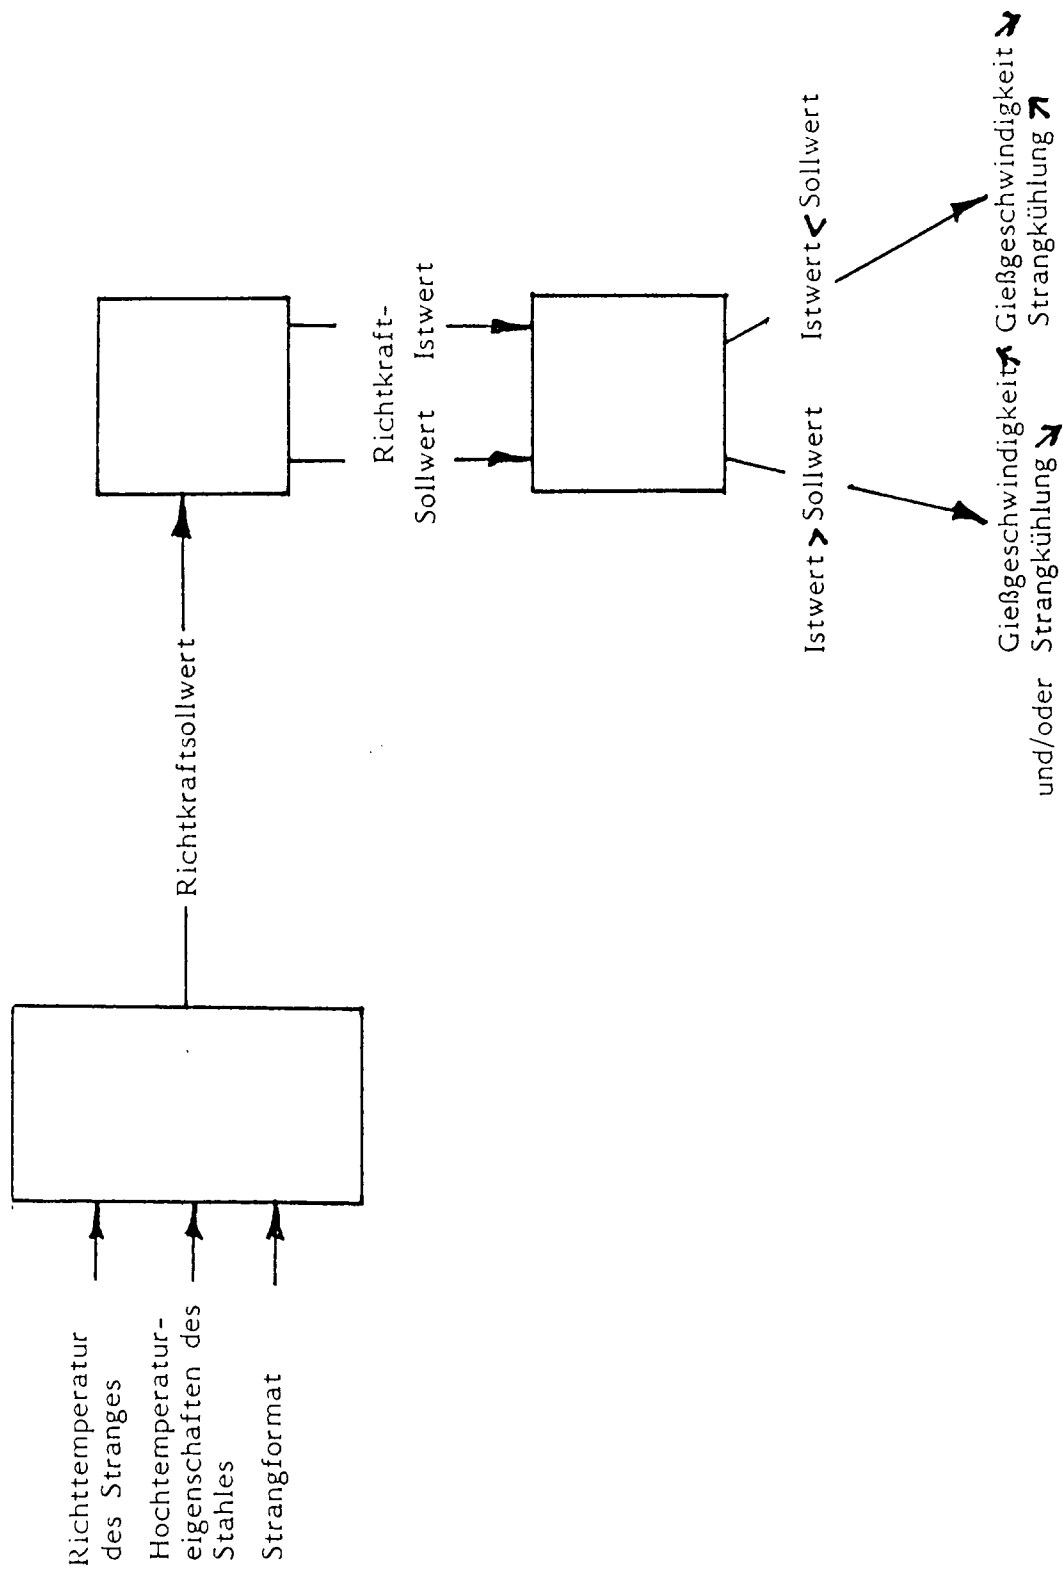 Richttemperatur
des Stranges
Hochtemperatur-
eigenschaften des
Stahles
Strangformat
Richtkraftsollwert
Richtkraft-
Sollwert Istwert
Istwert > Sollwert
Istwert < Sollwert
Gießgeschwindigkeit
und/oder Strangkühlung
Gießgeschwindigkeit
Strangkühlung